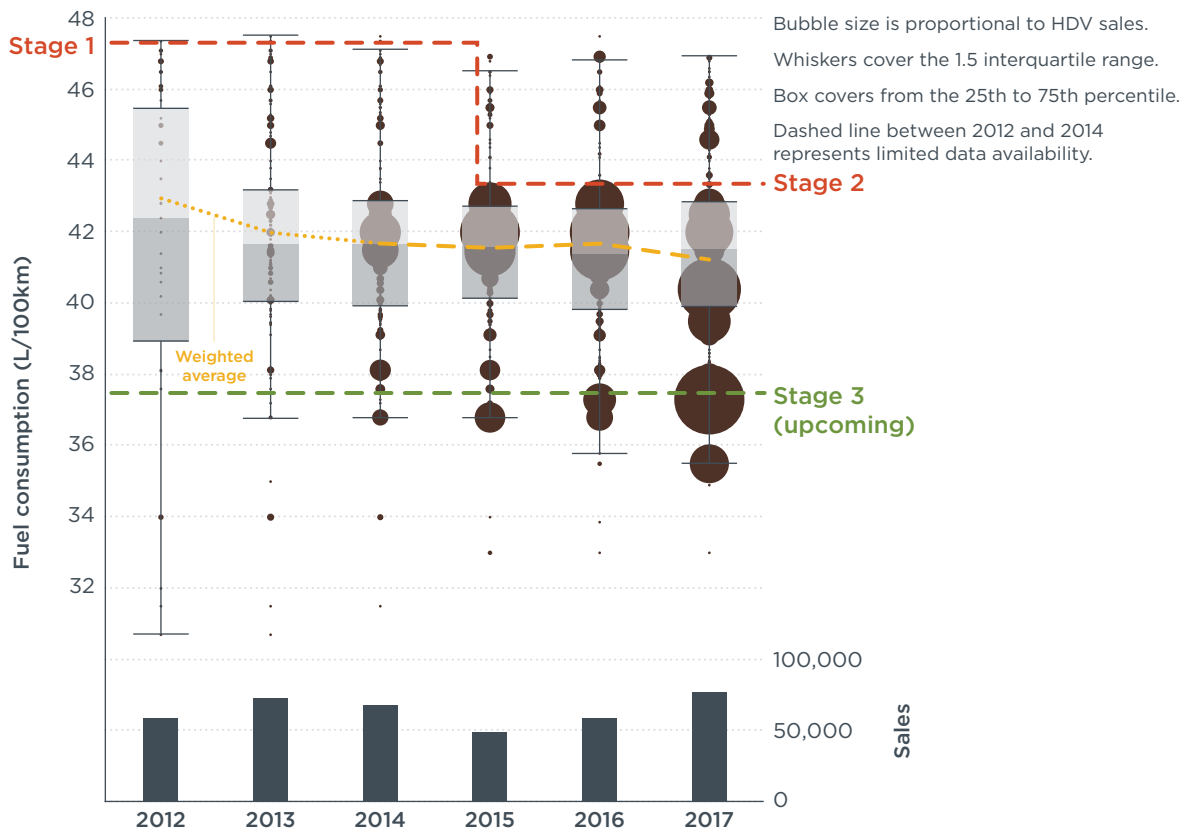 48
46
44
42
40
38
36
34
32
Fuel consumption (L/100km)
Stage 1
Bubble size is proportional to HDV sales.
Whiskers cover the 1.5 interquartile range.
Box covers from the 25th to 75th percentile.
Dashed line between 2012 and 2014
represents limited data availability.
Stage 2
Weighted
average
Stage 3
(upcoming)
100,000
50,000
0
Sales
2012
2013
2014
2015
2016
2017